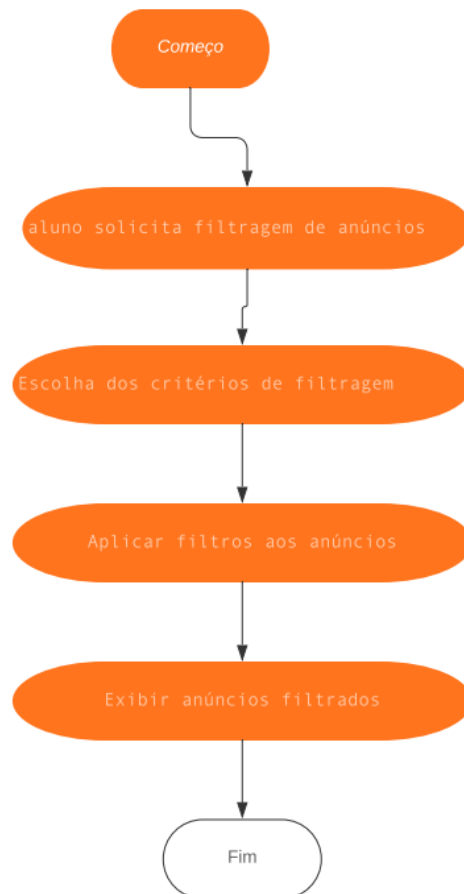 Começo
aluno solicita filtragem de anúncios
Escolha dos critérios de filtragem
Aplicar filtros aos anúncios
Exibir anúncios filtrados
Fim